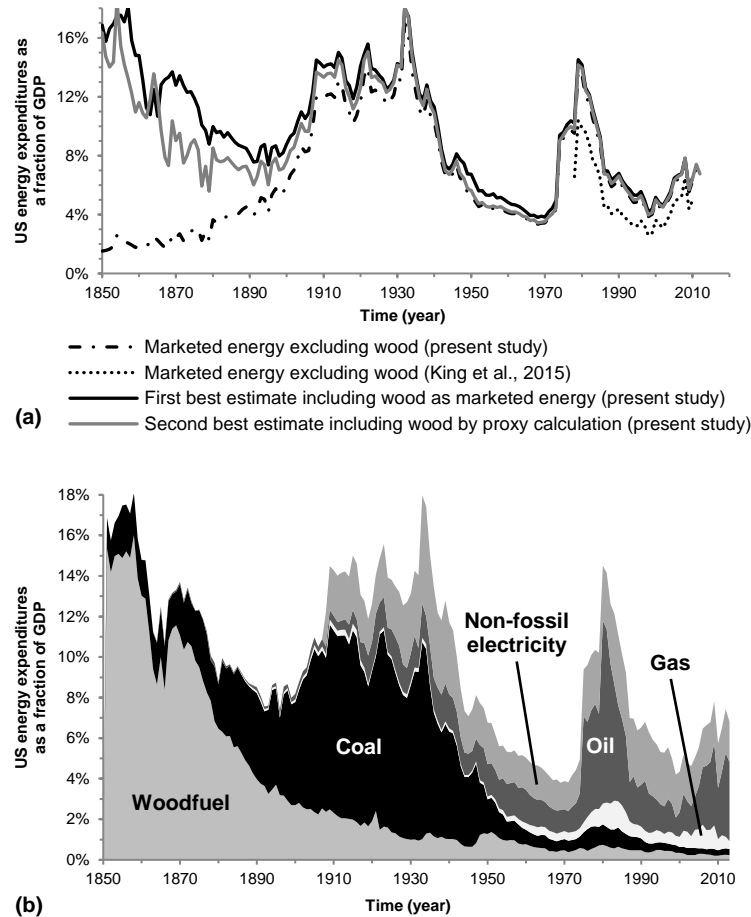 US energy expenditures as
a fraction of GDP
16%
12%
8%
4%
0%
1850 1870 1890 1910 1930 1950 1970 1990 2010
Time (year)
Marketed energy excluding wood (present study)
Marketed energy excluding wood (King et al., 2015)
First best estimate including wood as marketed energy (present study)
Second best estimate including wood by proxy calculation (present study)
(a)
US energy expenditures
as a fraction of GDP
18%
16%
14%
12%
10%
8%
6%
4%
2%
0%
Non-fossil
electricity
Gas
Coal
Oil
Woodfuel
1850 1870 1890 1910 1930 1950 1970 1990 2010
Time (year)
(b)